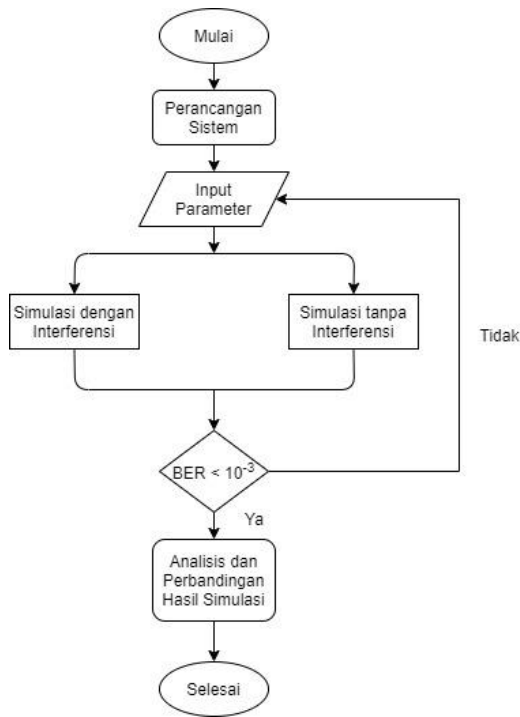 Mulai
Perancangan
Sistem
Input
Parameter
Simulasi dengan
Interferensi
Simulasi tanpa
Interferensi
Tidak
BER < 10⁻³
Ya
Analisis dan
Perbandingan
Hasil Simulasi
Selesai